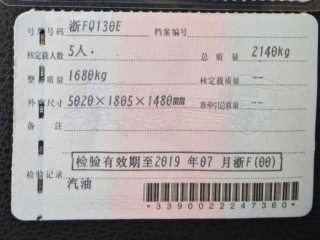 号牌号码 浙FQ130E 档案编号
核定载人数 5人. 总质量 2140kg
整备质量 1680kg 核定载质量 --
外廓尺寸 5020×1805×1480mm 准牵引总质量 --
备注
检验有效期至2019 年07 月浙F(00)
检验记录
汽油
*3390022247360*